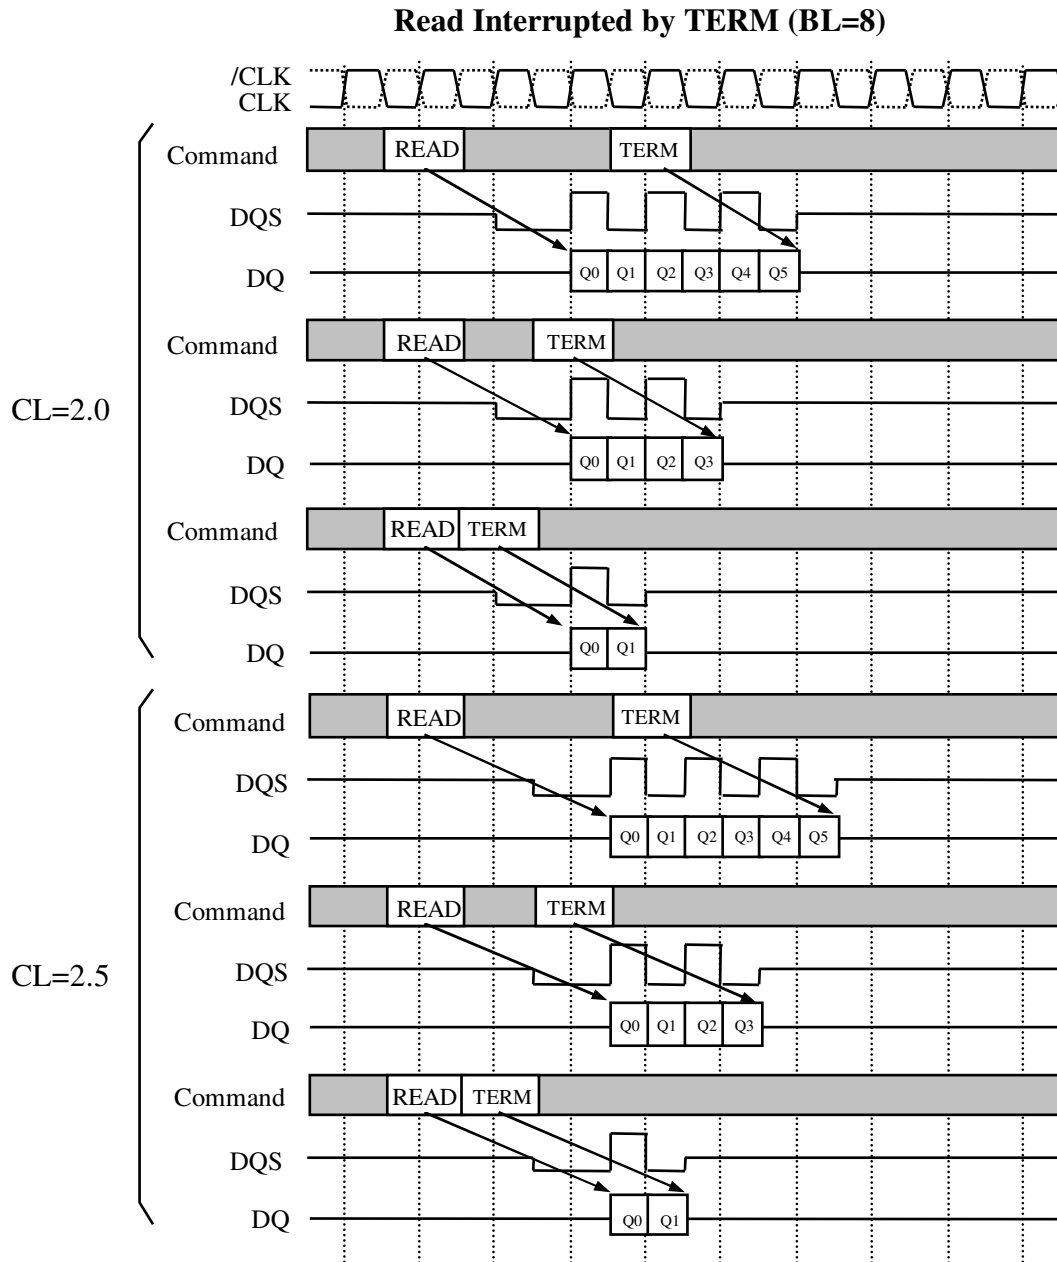 Read Interrupted by TERM (BL=8)
/CLK
CLK
Command READ TERM
DQS
DQ Q0 Q1 Q2 Q3 Q4 Q5
Command READ TERM
CL=2.0
DQS
DQ Q0 Q1 Q2 Q3
Command READ TERM
DQS
DQ Q0 Q1
Command READ TERM
DQS
DQ Q0 Q1 Q2 Q3 Q4 Q5
Command READ TERM
CL=2.5
DQS
DQ Q0 Q1 Q2 Q3
Command READ TERM
DQS
DQ Q0 Q1